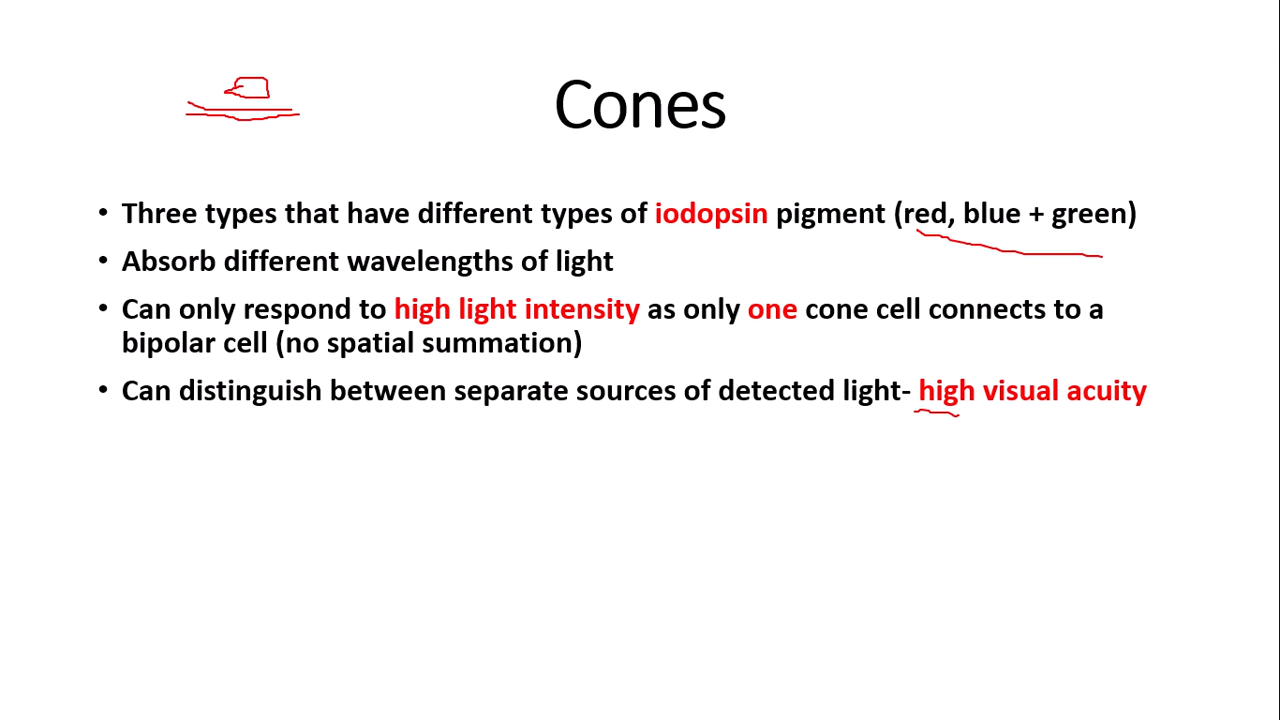 Cones
• Three types that have different types of iodopsin pigment (red, blue + green)
• Absorb different wavelengths of light
• Can only respond to high light intensity as only one cone cell connects to a
bipolar cell (no spatial summation)
• Can distinguish between separate sources of detected light- high visual acuity